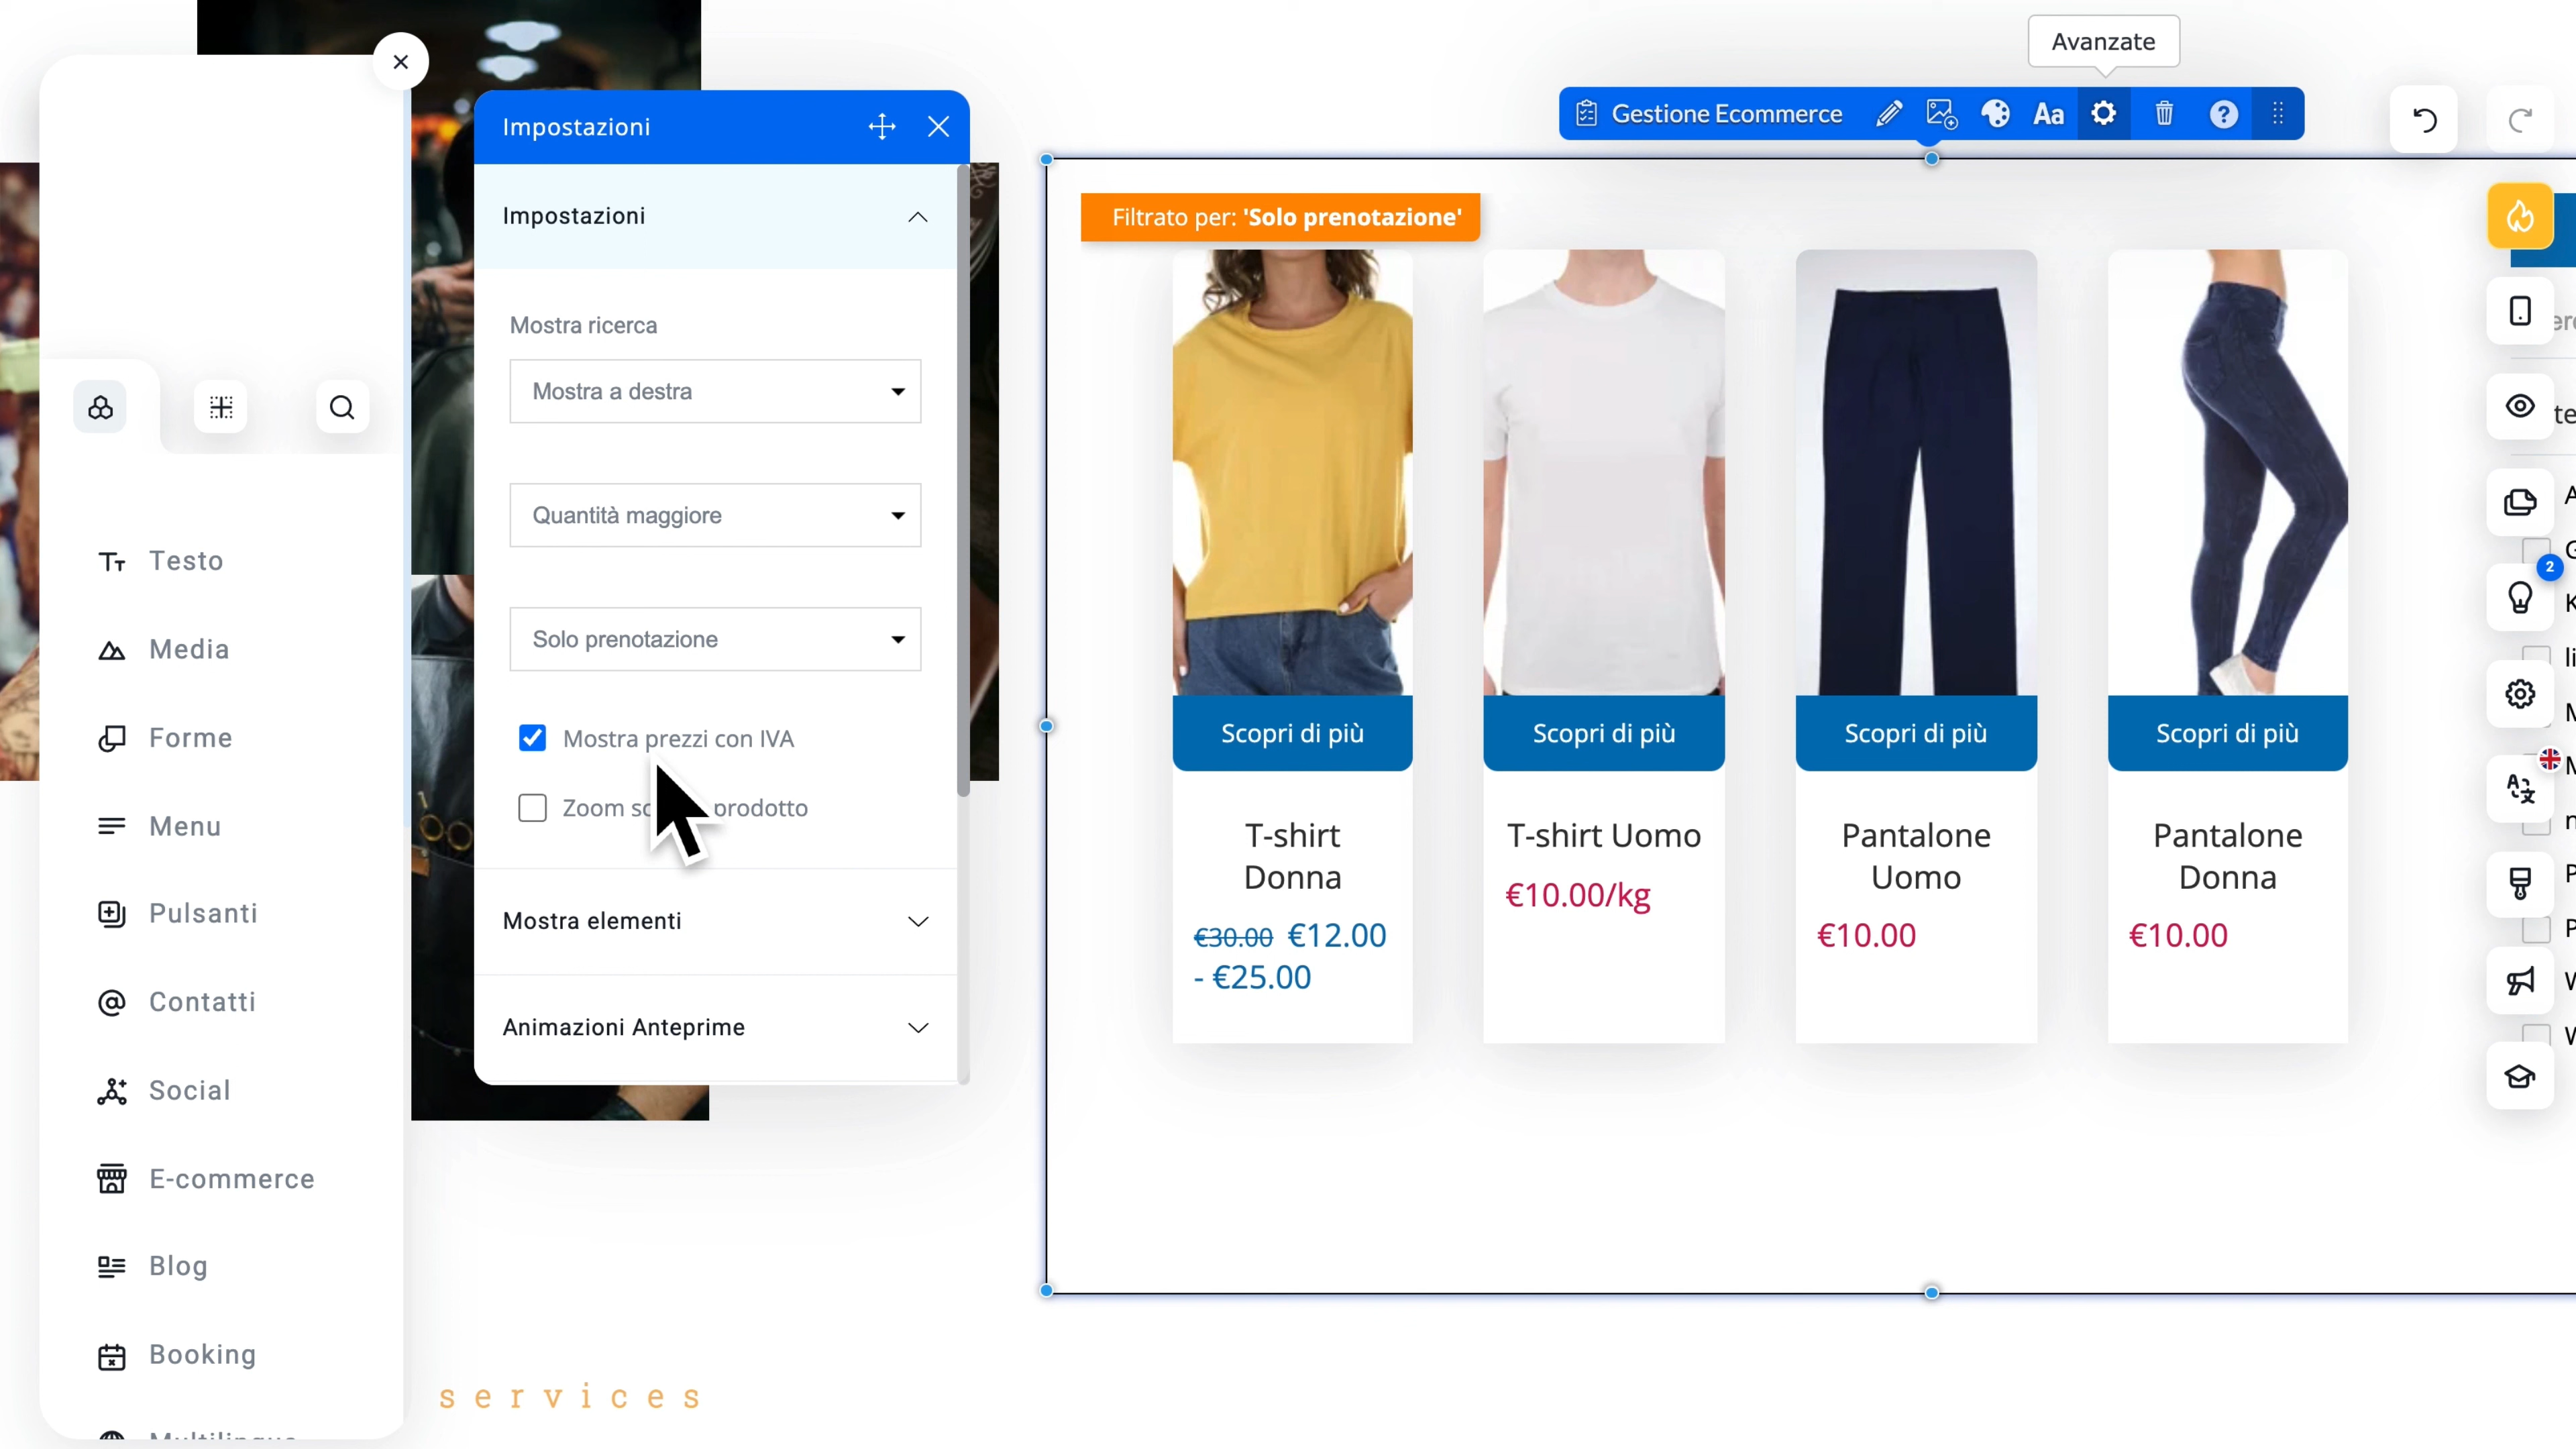 Avanzate
Gestione Ecommerce
Aa
?
Impostazioni
Impostazioni
Mostra ricerca
Mostra a destra
Quantità maggiore
Solo prenotazione
Mostra prezzi con IVA
Zoom prodotto
Mostra elementi
Animazioni Anteprime
Testo
Media
Forme
Menu
Pulsanti
Contatti
Social
E-commerce
Blog
Booking
Filtrato per: 'Solo prenotazione'
Scopri di più
Scopri di più
Scopri di più
Scopri di più
T-shirt
Donna
€30.00 €12.00
- €25.00
T-shirt Uomo
€10.00/kg
Pantalone
Uomo
€10.00
Pantalone
Donna
€10.00
2
services